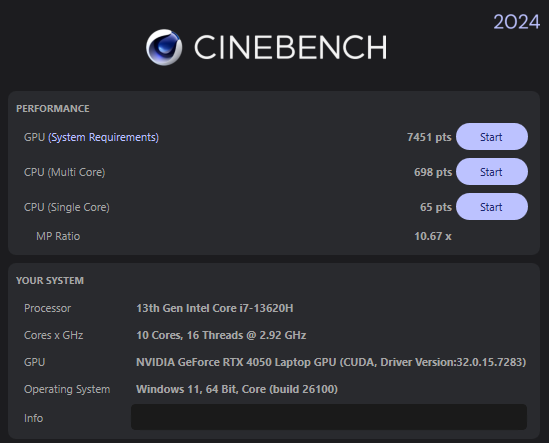 2024
CINEBENCH
PERFORMANCE
GPU (System Requirements) 7451 pts Start
CPU (Multi Core) 698 pts Start
CPU (Single Core) 65 pts Start
MP Ratio 10.67 x
YOUR SYSTEM
Processor 13th Gen Intel Core i7-13620H
Cores x GHz 10 Cores, 16 Threads @ 2.92 GHz
GPU NVIDIA GeForce RTX 4050 Laptop GPU (CUDA, Driver Version:32.0.15.7283)
Operating System Windows 11, 64 Bit, Core (build 26100)
Info